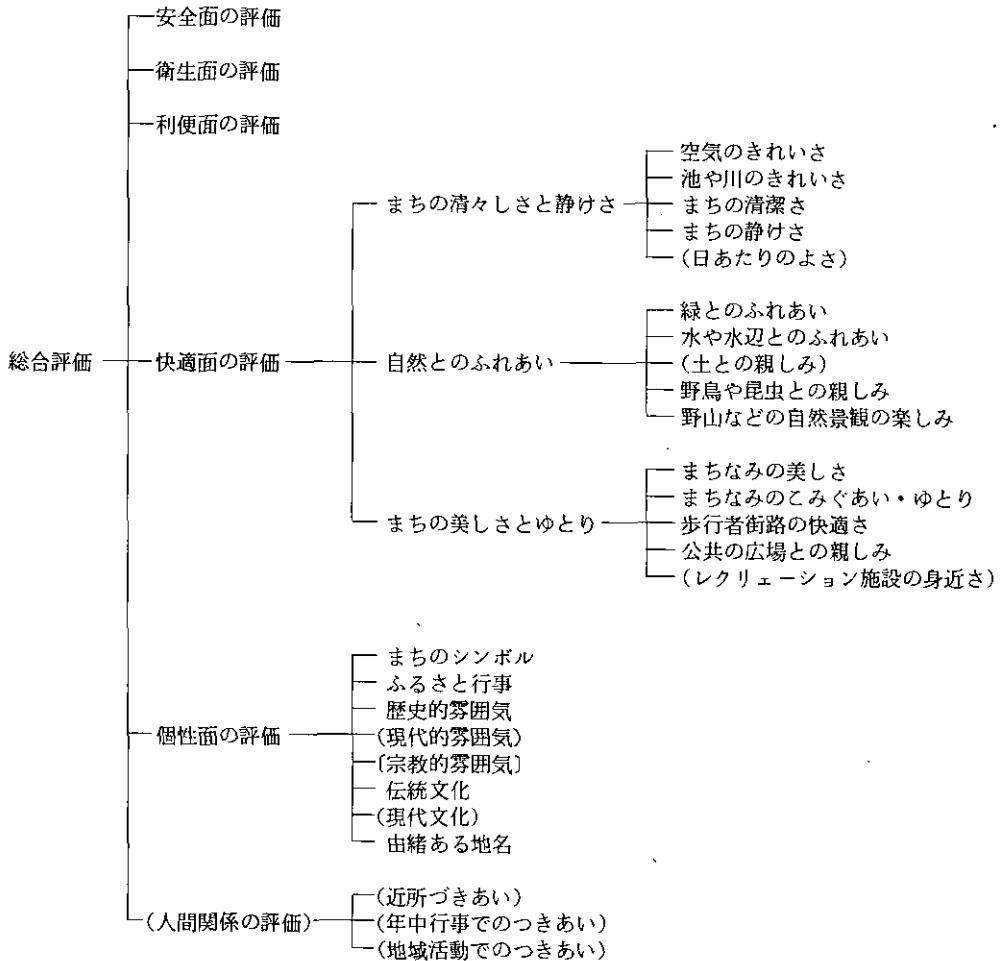 安全面の評価
衛生面の評価
利便面の評価
空気のきれいさ
池や川のきれいさ
まちの清々しさと静けさ
まちの清潔さ
まちの静けさ
(日あたりのよさ)
緑とのふれあい
水や水辺とのふれあい
総合評価
快適面の評価
自然とのふれあい
(土との親しみ)
野鳥や昆虫との親しみ
野山などの自然景観の楽しみ
まちなみの美しさ
まちなみのこみぐあい・ゆとり
まちの美しさとゆとり
歩行者街路の快適さ
公共の広場との親しみ
(レクリェーション施設の身近さ)
まちのシンボル
ふるさと行事
歴史的雰囲気
個性面の評価
(現代的雰囲気)
〔宗教的雰囲気〕
伝統文化
(現代文化)
由緒ある地名
(近所づきあい)
(人間関係の評価)
(年中行事でのつきあい)
(地域活動でのつきあい)